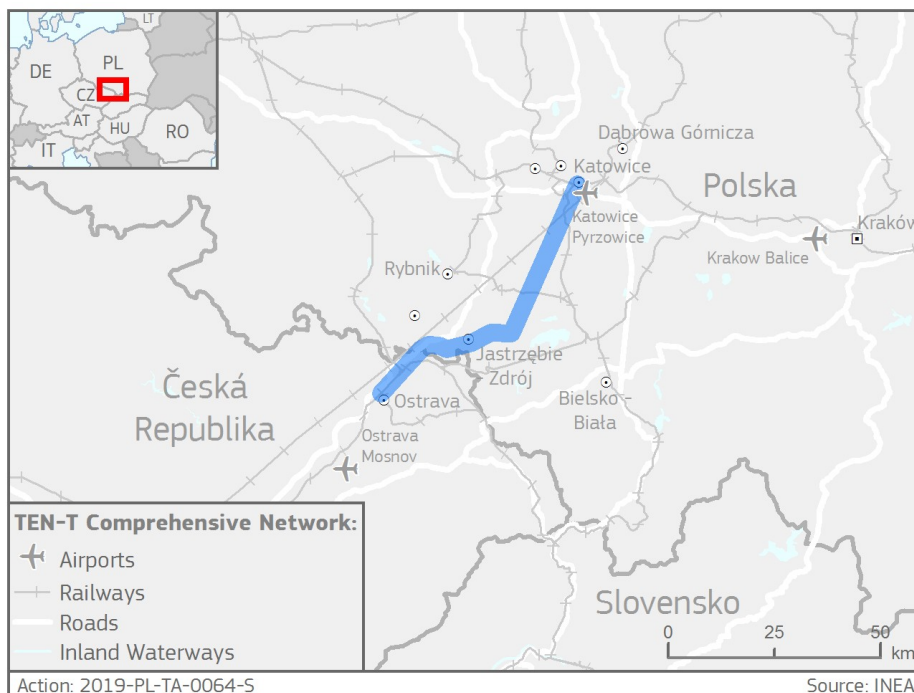 LT
DE
PL
CZ
AT
HU
RO
IT
Dąbrowa Górnicza
Katowice
Polska
Katowice
Pyrzowice
Kraków
Krakow Balice
Rybnik
Jastrzębie
Zdrój
Česká
Republika
Ostrava
Bielsko -
Biała
Ostrava
Mosnov
TEN-T Comprehensive Network:
Airports
Railways
Roads
Inland Waterways
Slovensko
0 25 50
km
Action: 2019-PL-TA-0064-S
Source: INEA